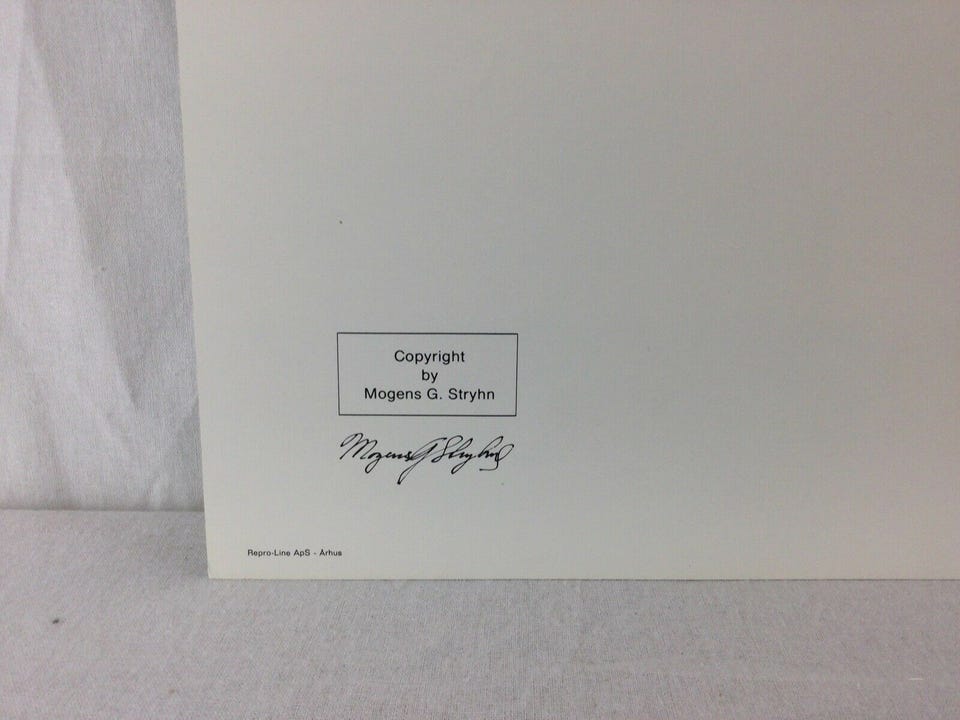 Copyright
by
Mogens G. Stryhn
Mogens G Stryhn
Repro-Line ApS - Århus